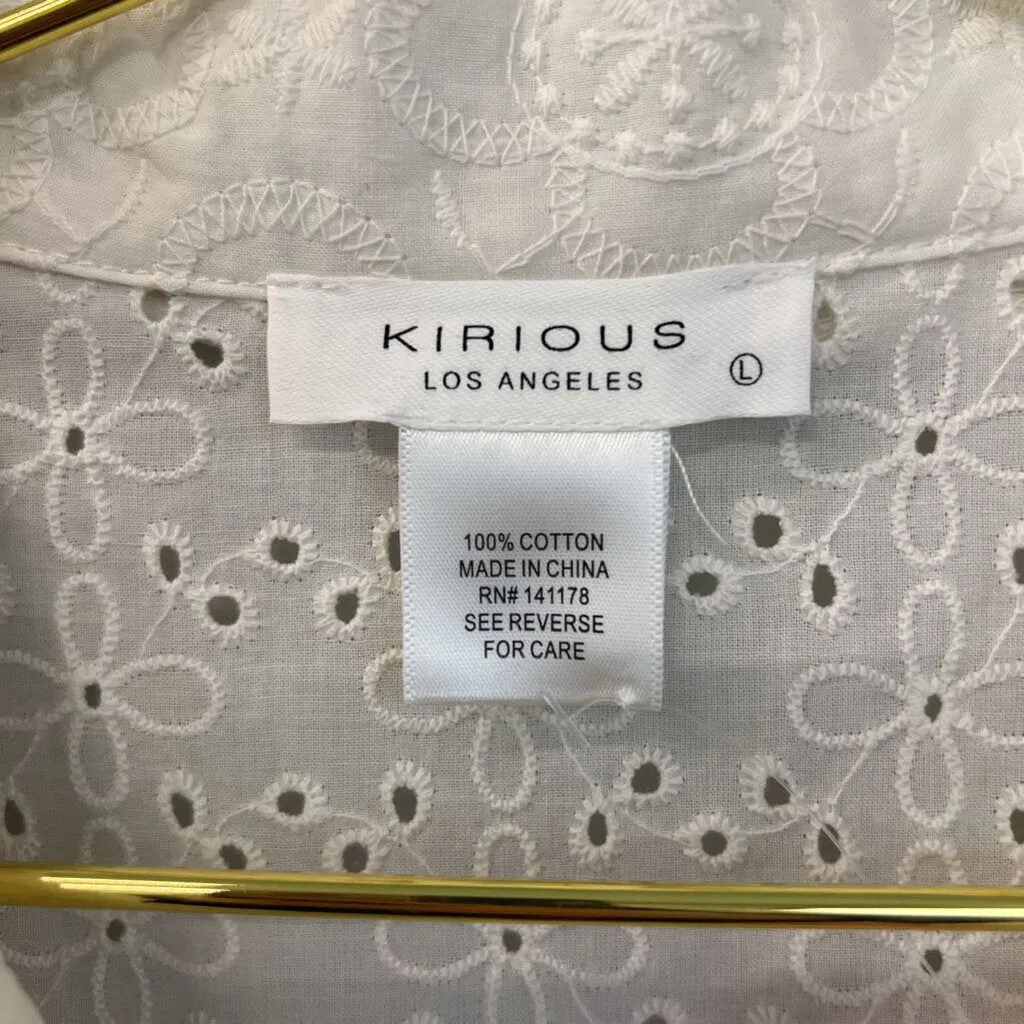 KIRIOUS
LOS ANGELES
L
100% COTTON
MADE IN CHINA
RN# 141178
SEE REVERSE
FOR CARE